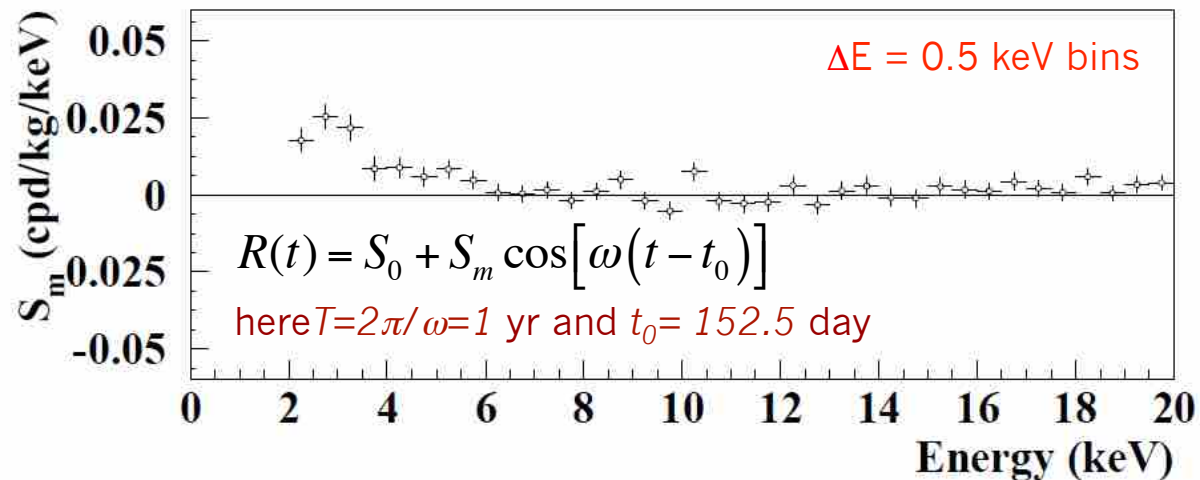 S_m (cpd/kg/keV)
0.05
0.025
0
-0.025
-0.05
ΔE = 0.5 keV bins
R(t) = S_0 + S_m cos[ω(t − t_0)]
hereT=2π/ω=1 yr and t_0= 152.5 day
0 2 4 6 8 10 12 14 16 18 20
Energy (keV)